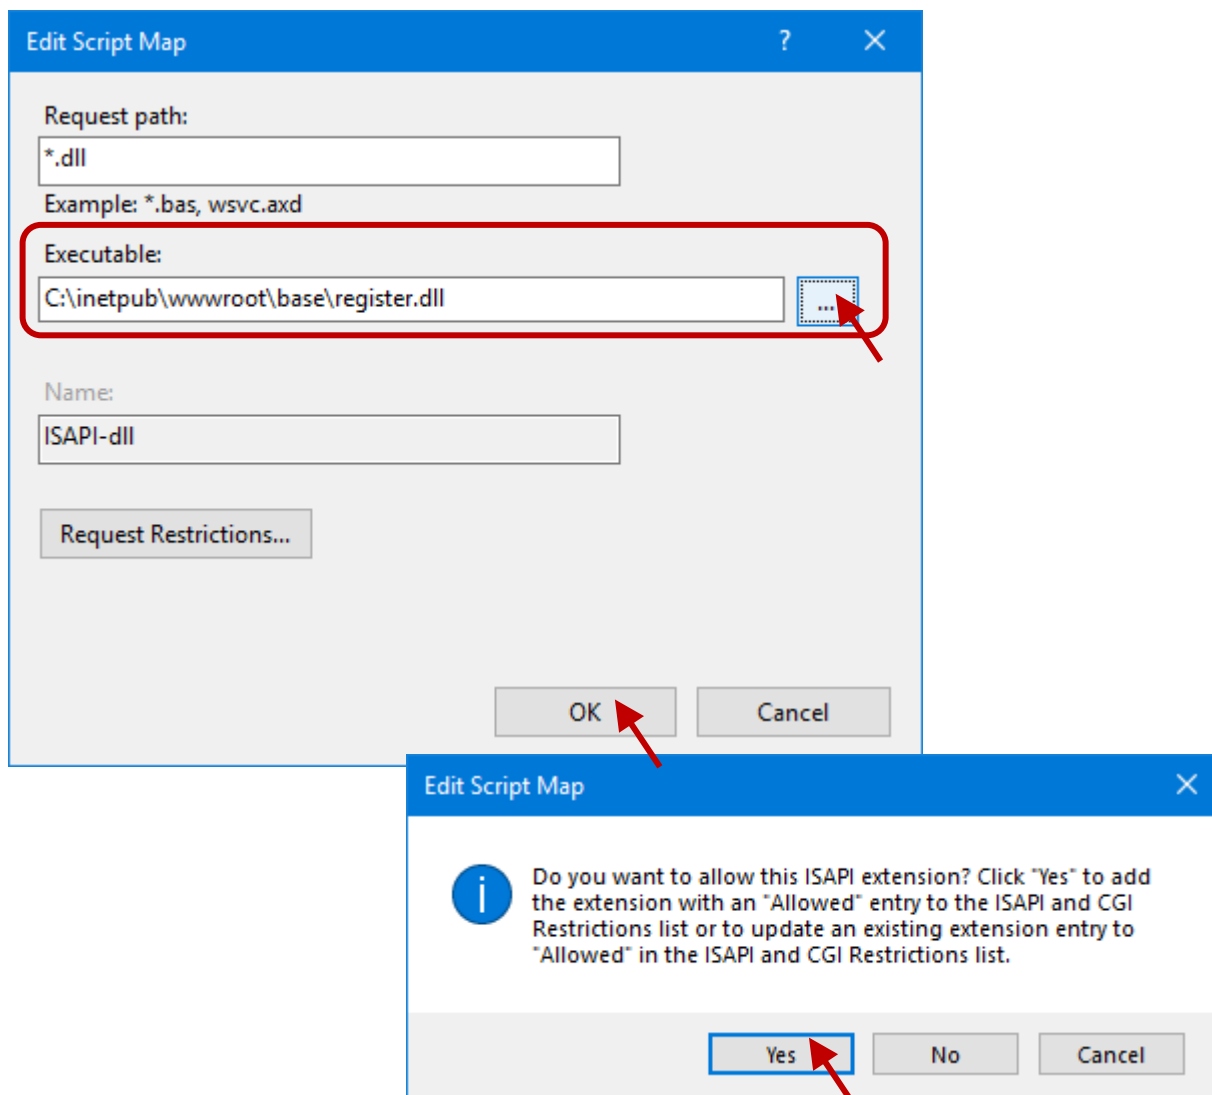 Edit Script Map
?
Request path:
*.dll
Example: *.bas, wsvc.axd
Executable:
C:\inetpub\wwwroot\base\register.dll
...
Name:
ISAPI-dll
Request Restrictions...
OK
Cancel
Edit Script Map
Do you want to allow this ISAPI extension? Click "Yes" to add
the extension with an "Allowed" entry to the ISAPI and CGI
Restrictions list or to update an existing extension entry to
"Allowed" in the ISAPI and CGI Restrictions list.
Yes
No
Cancel